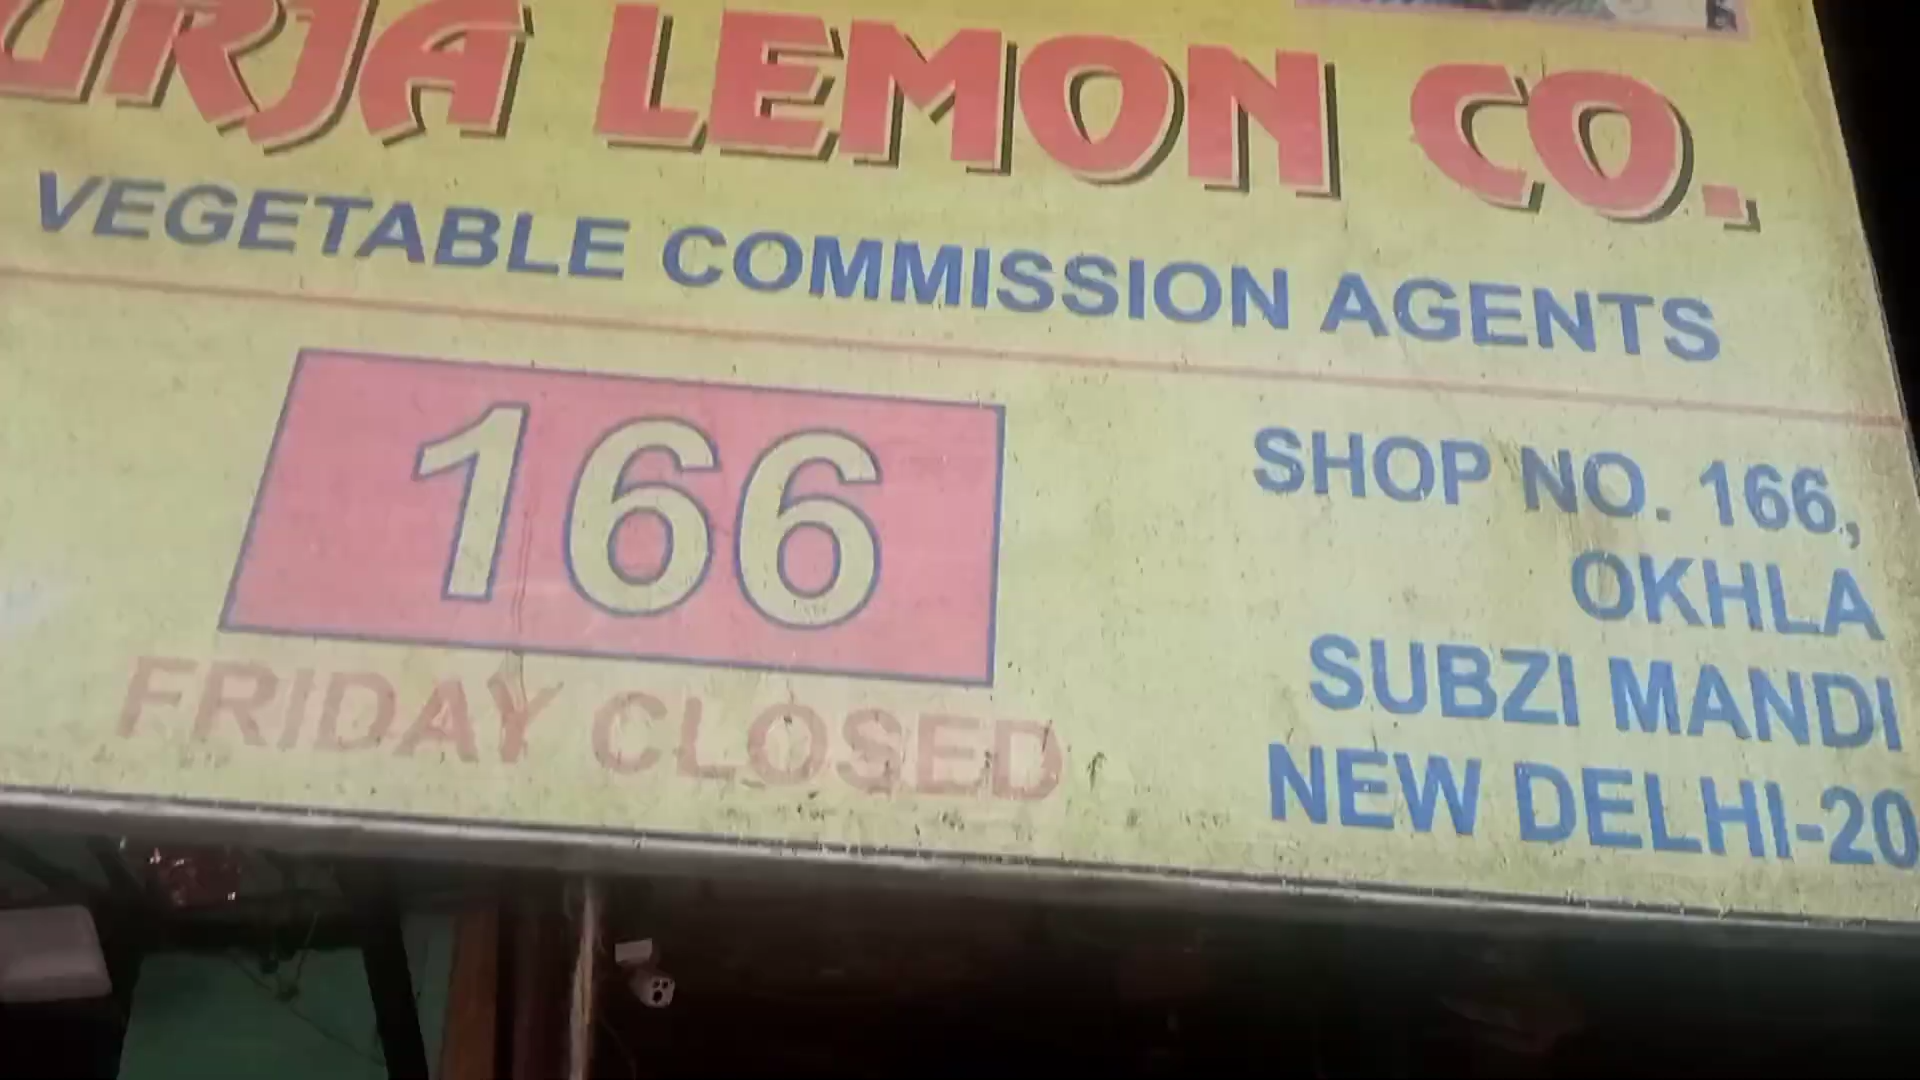 URJA LEMON CO.
VEGETABLE COMMISSION AGENTS
166
FRIDAY CLOSED
SHOP NO. 166,
OKHLA
SUBZI MANDI
NEW DELHI-20